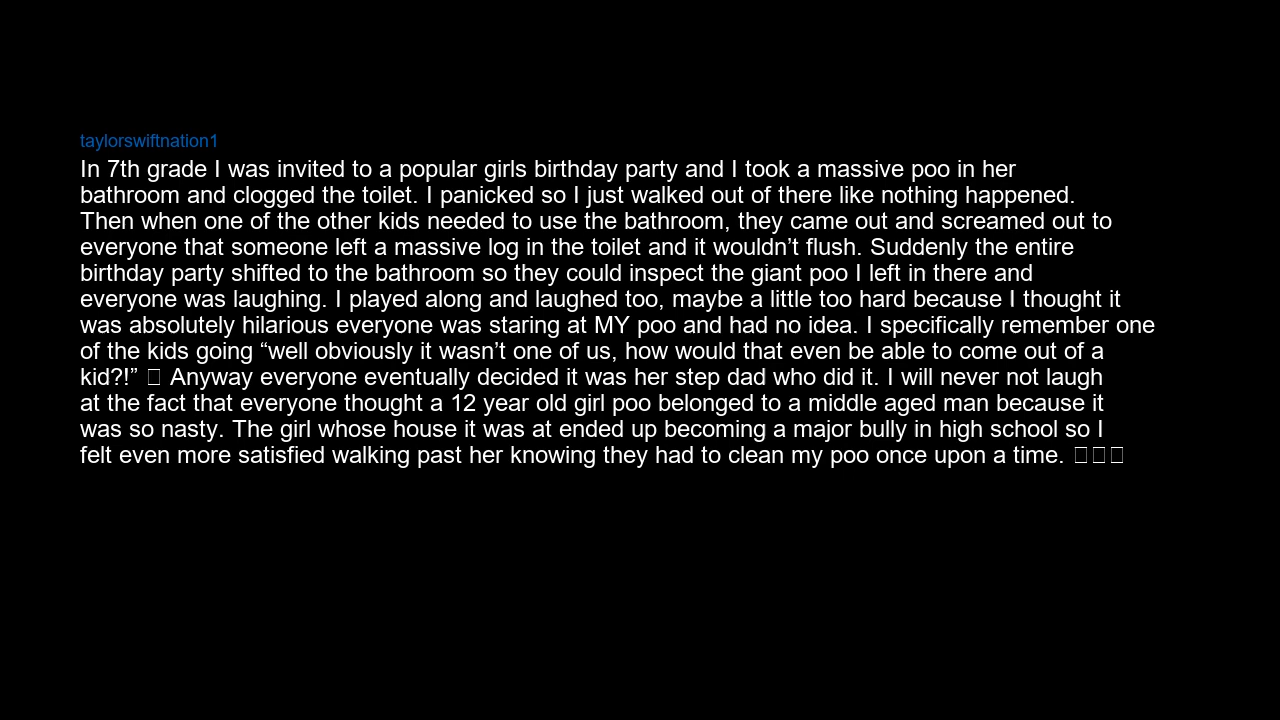 taylorswiftnation1
In 7th grade I was invited to a popular girls birthday party and I took a massive poo in her
bathroom and clogged the toilet. I panicked so I just walked out of there like nothing happened.
Then when one of the other kids needed to use the bathroom, they came out and screamed out to
everyone that someone left a massive log in the toilet and it wouldn’t flush. Suddenly the entire
birthday party shifted to the bathroom so they could inspect the giant poo I left in there and
everyone was laughing. I played along and laughed too, maybe a little too hard because I thought it
was absolutely hilarious everyone was staring at MY poo and had no idea. I specifically remember one
of the kids going “well obviously it wasn’t one of us, how would that even be able to come out of a
kid?!” Anyway everyone eventually decided it was her step dad who did it. I will never not laugh
at the fact that everyone thought a 12 year old girl poo belonged to a middle aged man because it
was so nasty. The girl whose house it was at ended up becoming a major bully in high school so I
felt even more satisfied walking past her knowing they had to clean my poo once upon a time.